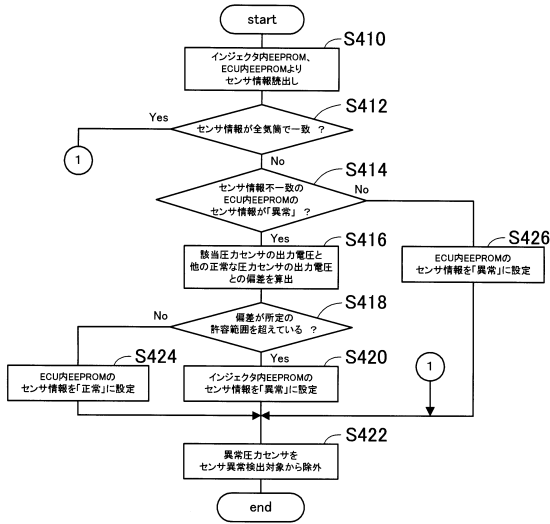 start
S410
インジェクタ内EEPROM、
ECU内EEPROMより
センサ情報読出し
S412
Yes
センサ情報が全気筒で一致 ?
1
No
S414
センサ情報不一致の
ECU内EEPROMの
センサ情報が「異常」 ?
No
Yes
S416
該当圧力センサの出力電圧と
他の正常な圧力センサの出力電圧
との偏差を算出
S426
ECU内EEPROMの
センサ情報を「異常」に設定
S418
No
偏差が所定の
許容範囲を超えている ?
Yes
S424
ECU内EEPROMの
センサ情報を「正常」に設定
S420
インジェクタ内EEPROMの
センサ情報を「異常」に設定
1
S422
異常圧力センサを
センサ異常検出対象から除外
end